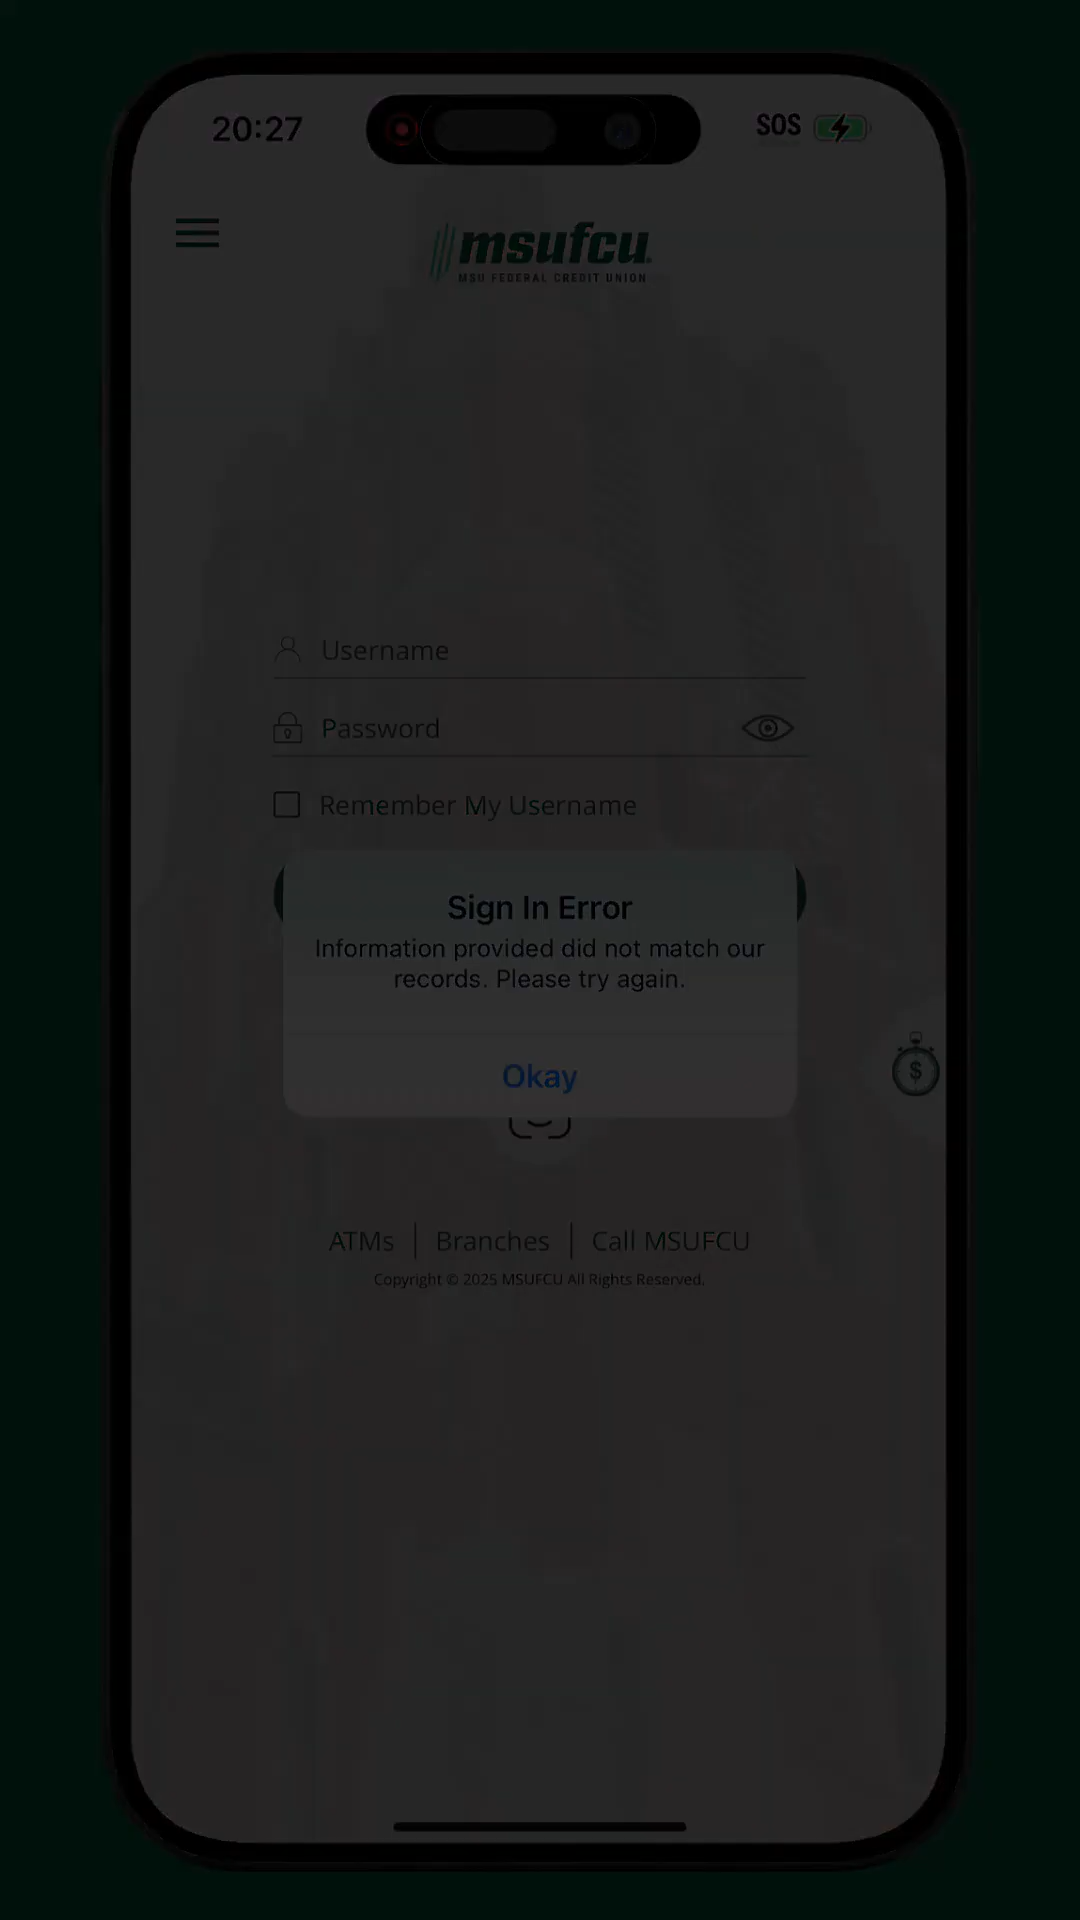 20:27
SOS
msufcu.
MSU FEDERAL CREDIT UNION
Username
Password
Remember My Username
Sign In Error
Information provided did not match our
records. Please try again.
Okay
$
ATMs | Branches | Call MSUFCU
Copyright © 2025 MSUFCU All Rights Reserved.